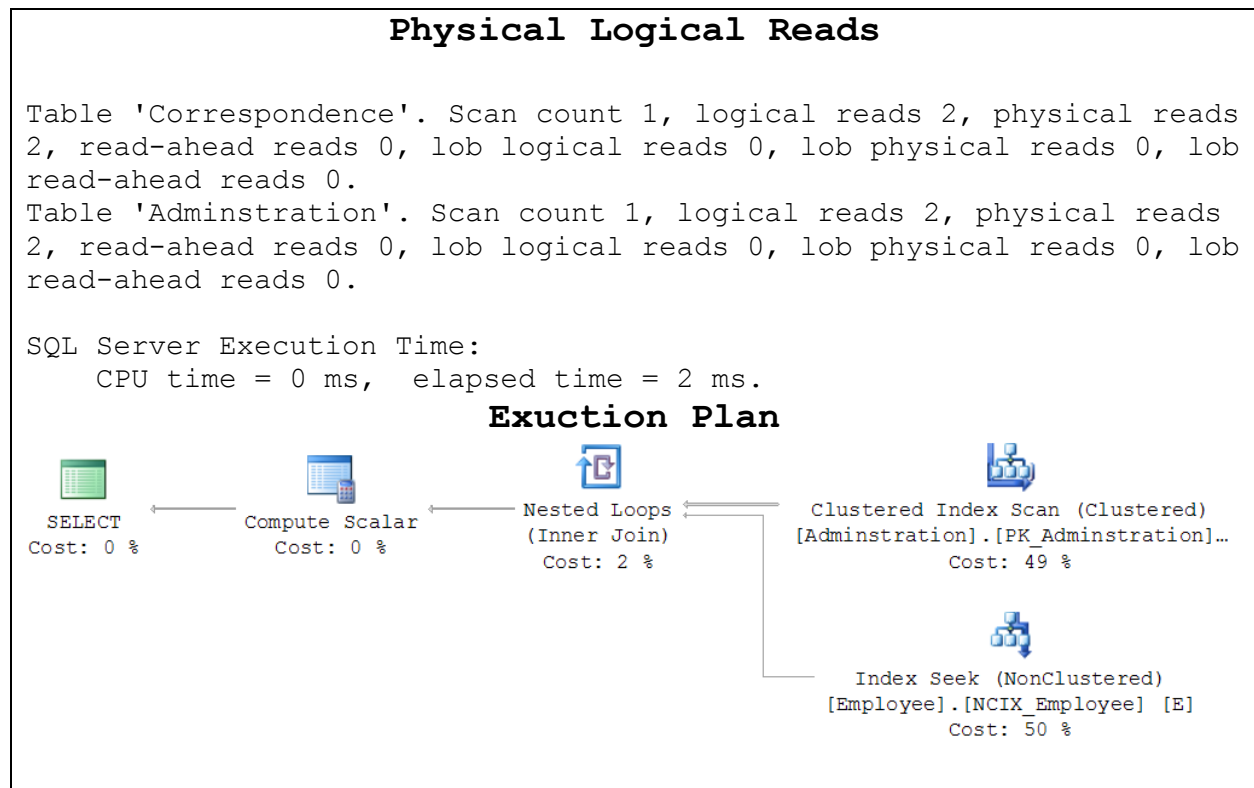 Physical Logical Reads
Table 'Correspondence'. Scan count 1, logical reads 2, physical reads
2, read-ahead reads 0, lob logical reads 0, lob physical reads 0, lob
read-ahead reads 0.
Table 'Adminstration'. Scan count 1, logical reads 2, physical reads
2, read-ahead reads 0, lob logical reads 0, lob physical reads 0, lob
read-ahead reads 0.
SQL Server Execution Time:
CPU time = 0 ms, elapsed time = 2 ms.
Exuction Plan
SELECT
Cost: 0 %
Compute Scalar
Cost: 0 %
Nested Loops
(Inner Join)
Cost: 2 %
Clustered Index Scan (Clustered)
[Adminstration].[PK_Adminstration]…
Cost: 49 %
Index Seek (NonClustered)
[Employee].[NCIX_Employee] [E]
Cost: 50 %